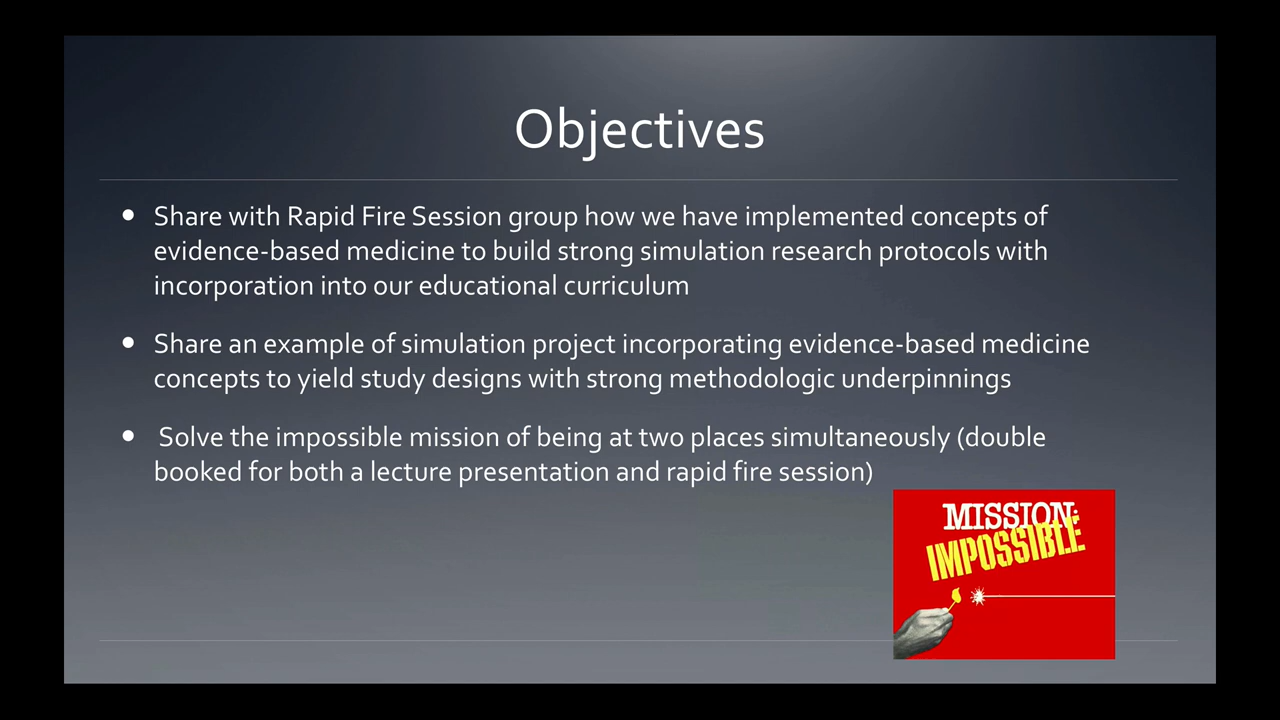 Objectives
• Share with Rapid Fire Session group how we have implemented concepts of
evidence-based medicine to build strong simulation research protocols with
incorporation into our educational curriculum
• Share an example of simulation project incorporating evidence-based medicine
concepts to yield study designs with strong methodologic underpinnings
• Solve the impossible mission of being at two places simultaneously (double
booked for both a lecture presentation and rapid fire session)
MISSION:
IMPOSSIBLE